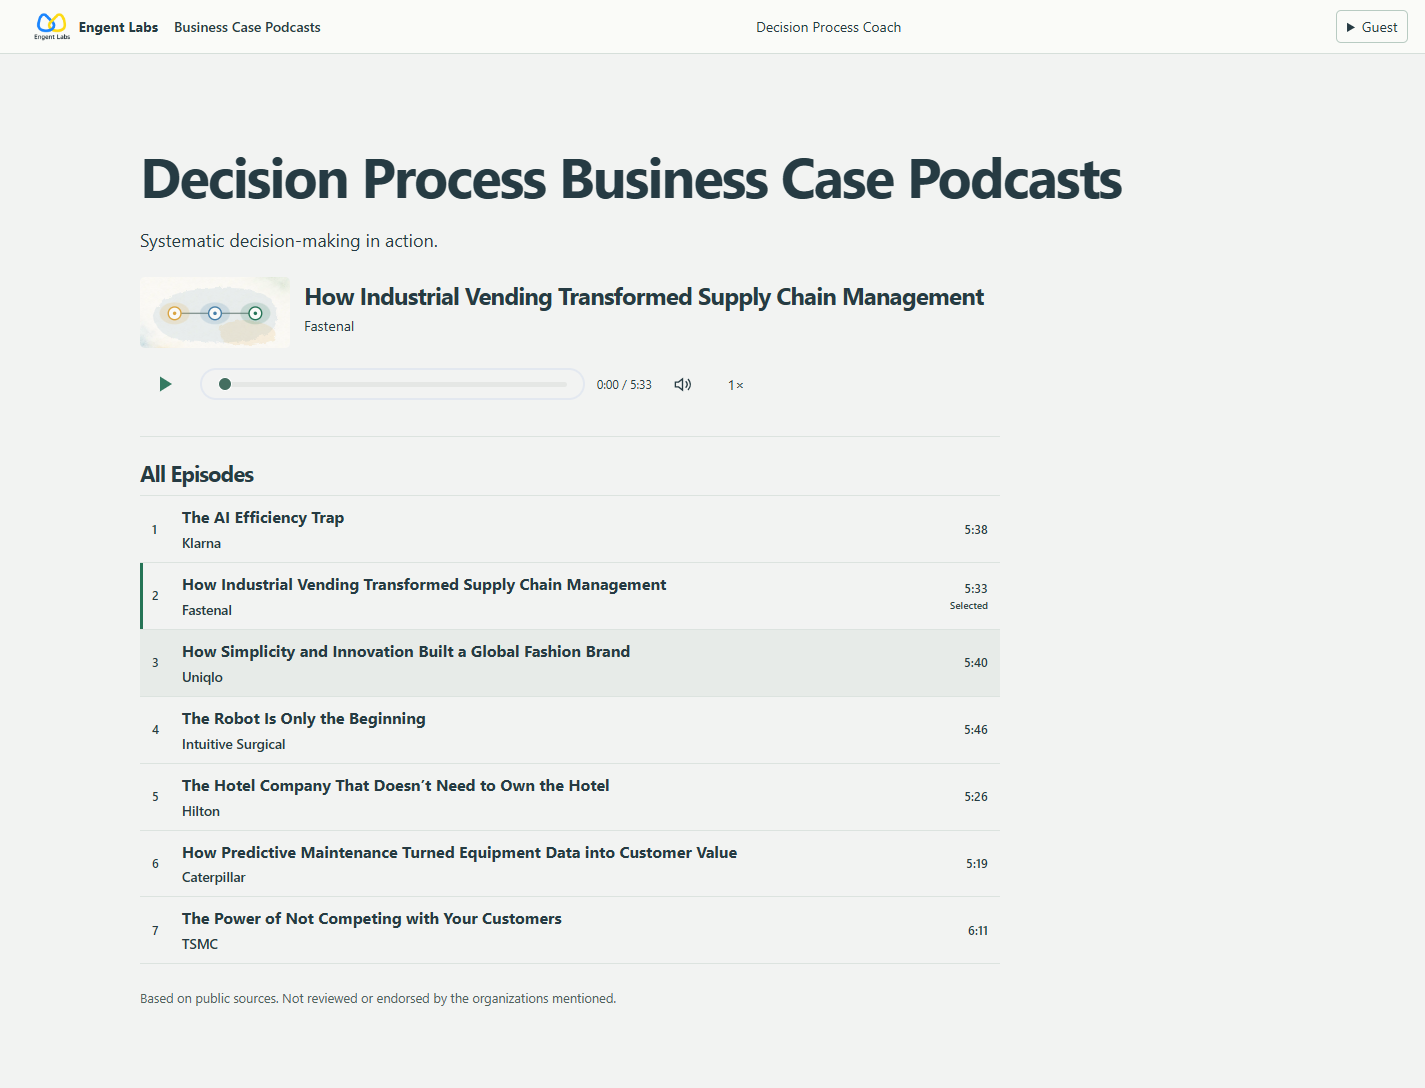 Engent Labs
Engent Labs Business Case Podcasts Decision Process Coach ▶ Guest
Decision Process Business Case Podcasts
Systematic decision-making in action.
How Industrial Vending Transformed Supply Chain Management
Fastenal
0:00 / 5:33 1×
All Episodes
1 The AI Efficiency Trap 5:38
Klarna
2 How Industrial Vending Transformed Supply Chain Management 5:33
Fastenal Selected
3 How Simplicity and Innovation Built a Global Fashion Brand 5:40
Uniqlo
4 The Robot Is Only the Beginning 5:46
Intuitive Surgical
5 The Hotel Company That Doesn’t Need to Own the Hotel 5:26
Hilton
6 How Predictive Maintenance Turned Equipment Data into Customer Value 5:19
Caterpillar
7 The Power of Not Competing with Your Customers 6:11
TSMC
Based on public sources. Not reviewed or endorsed by the organizations mentioned.